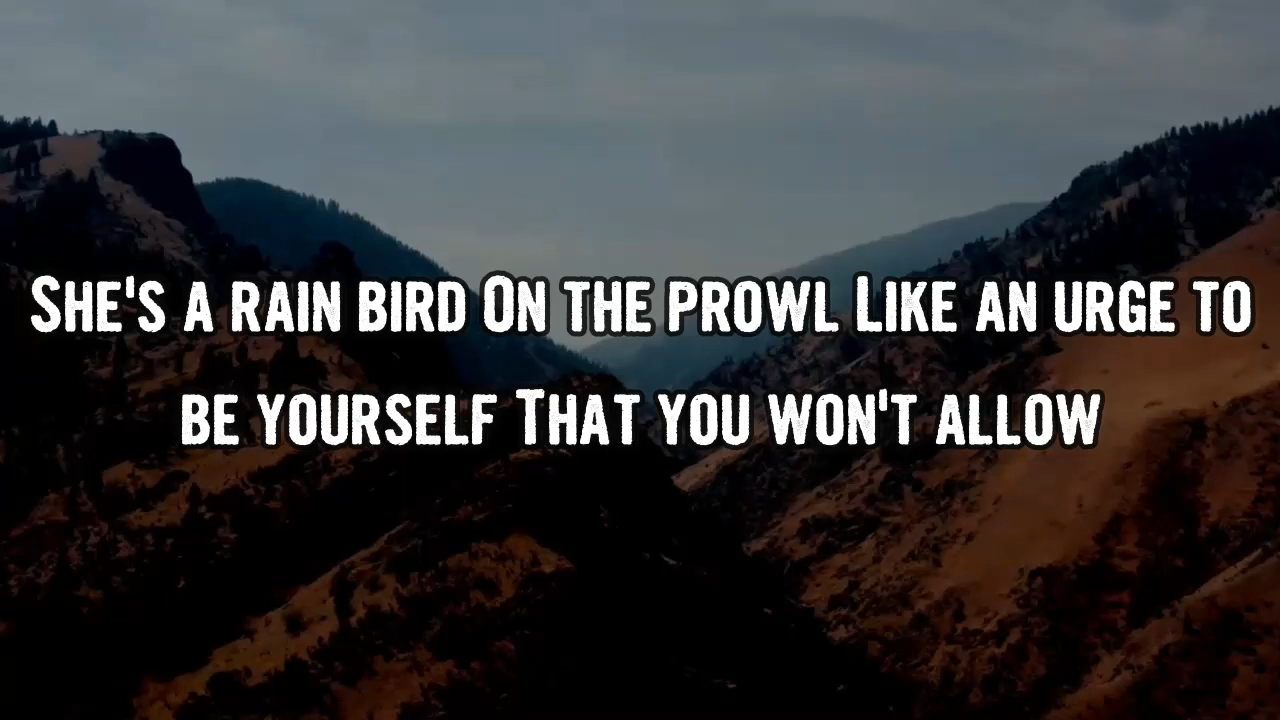 She's a rain bird On the prowl Like an urge to
be yourself That you won't allow